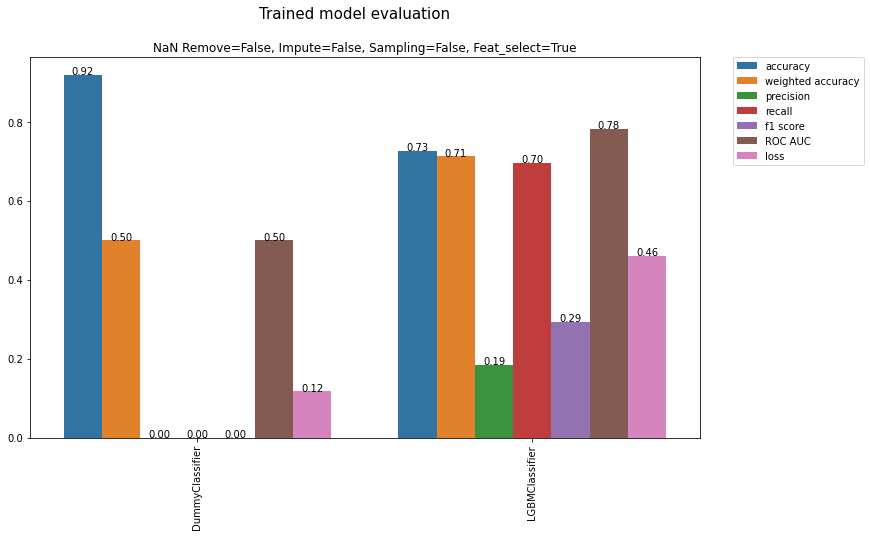 Trained model evaluation
NaN Remove=False, Impute=False, Sampling=False, Feat_select=True
0.8
0.6
0.4
0.2
0.0
0.92
0.50
0.00
0.00
0.00
0.50
0.12
0.73
0.71
0.19
0.70
0.29
0.78
0.46
DummyClassifier
LGBMClassifier
accuracy
weighted accuracy
precision
recall
f1 score
ROC AUC
loss